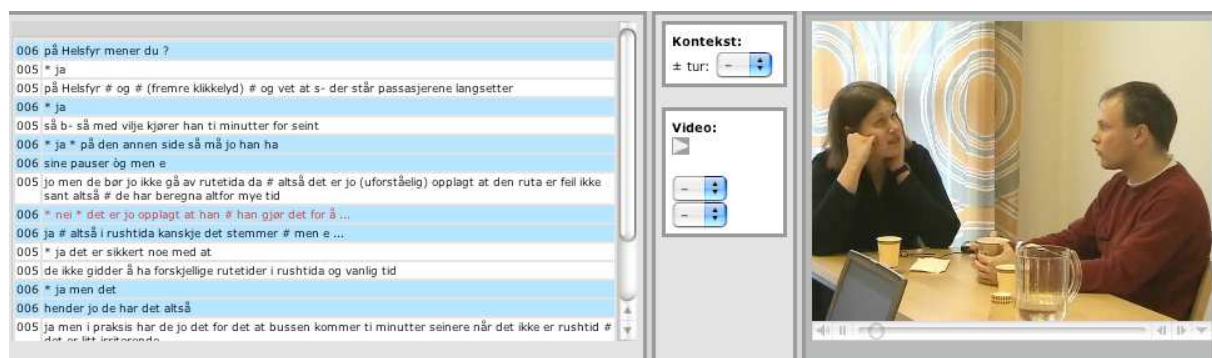 006 på Helsfyr mener du ?
005 * ja
005 på Helsfyr # og # (fremre klikkelyd) # og vet at s- der står passasjerene langsetter
006 * ja
005 så b- så med vilje kjører han ti minutter for seint
006 * ja * på den annen side så må jo han ha
006 sine pauser òg men e
005 jo men de bør jo ikke gå av rutetida da # altså det er jo (uforståelig) opplagt at den ruta er feil ikke
sant altså # de har beregna altfor mye tid
006 * nei * det er jo opplagt at han # han gjør det for å ...
006 ja # altså i rushtida kanskje det stemmer # men e ...
005 * ja det er sikkert noe med at
005 de ikke gidder å ha forskjellige rutetider i rushtida og vanlig tid
006 * ja men det
006 hender jo de har det altså
005 ja men i praksis har de jo det for det at bussen kommer ti minutter seinere når det ikke er rushtid #
det er litt irriterende
Kontekst:
± tur: -
Video:
-
-